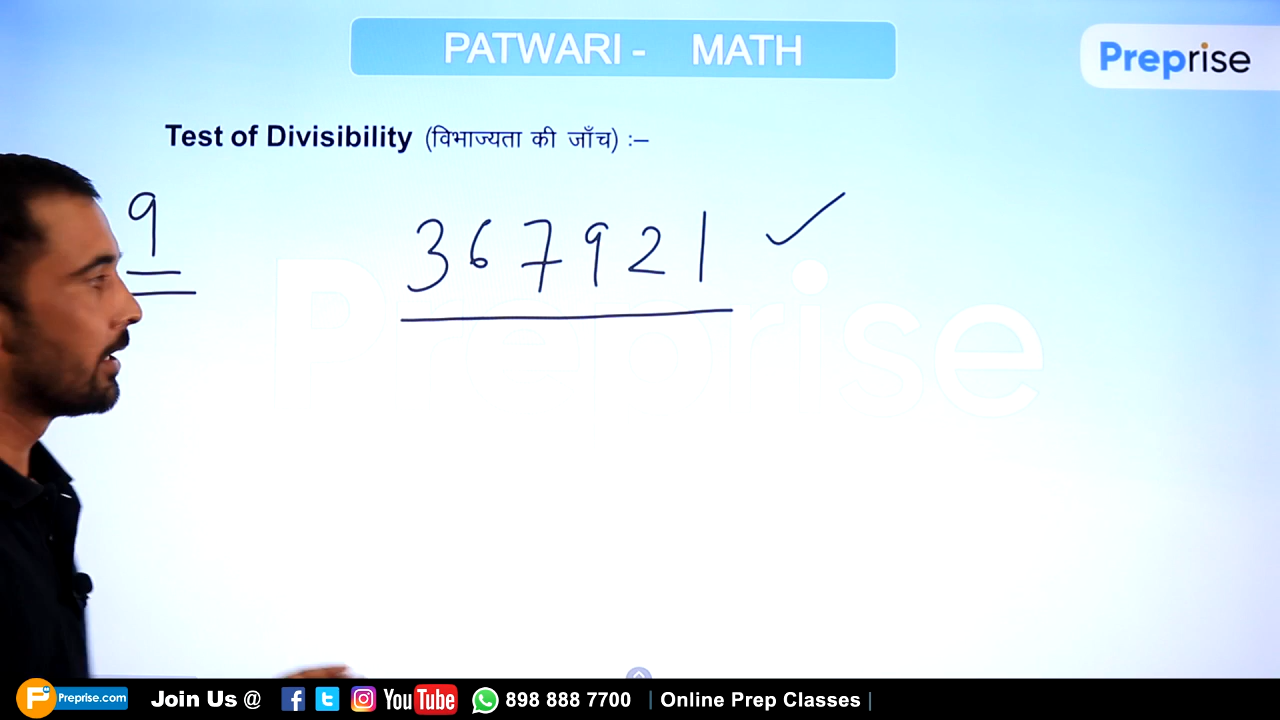 PATWARI - MATH
Preprise
Test of Divisibility (विभाज्यता की जाँच) :–
9
367921
Preprise
Preprise.com Join Us @ YouTube 898 888 7700 | Online Prep Classes |